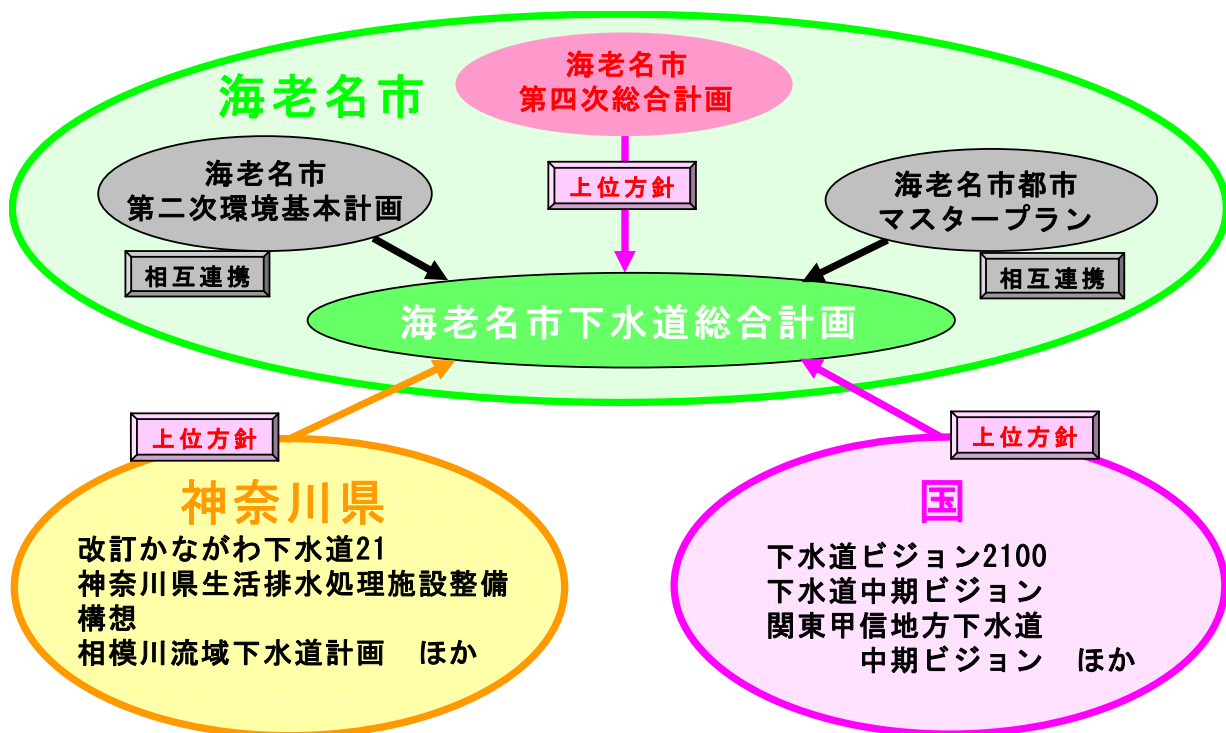 海老名市
海老名市
第四次総合計画
海老名市
第二次環境基本計画
上位方針
海老名市都市
マスタープラン
相互連携
相互連携
海老名市下水道総合計画
上位方針
上位方針
神奈川県
改訂かながわ下水道21
神奈川県生活排水処理施設整備
構想
相模川流域下水道計画　ほか
国
下水道ビジョン2100
下水道中期ビジョン
関東甲信地方下水道
中期ビジョン　ほか